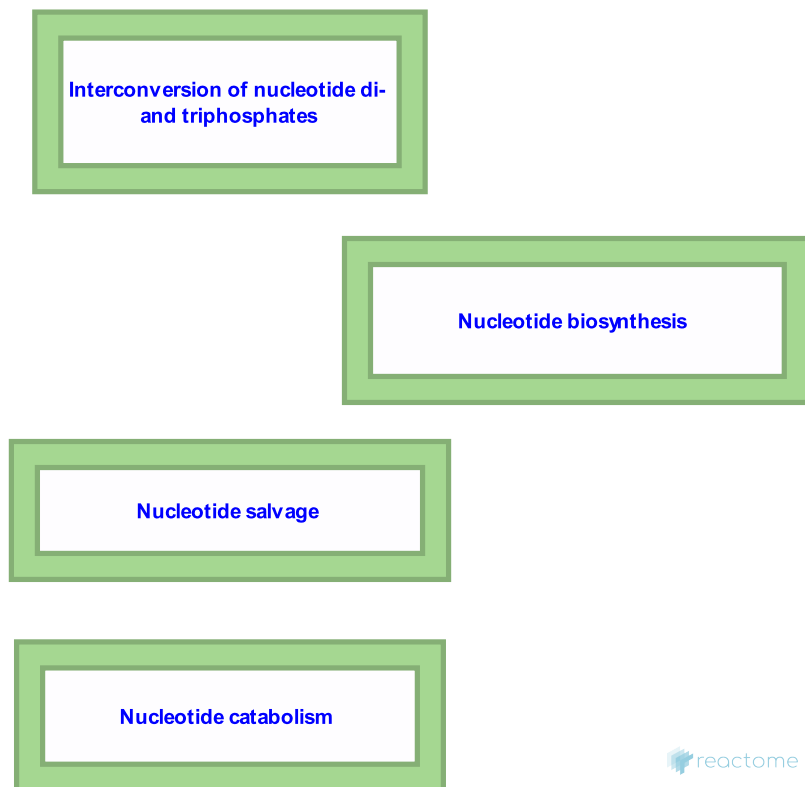 Interconversion of nucleotide di-
and triphosphates
Nucleotide biosynthesis
Nucleotide salvage
Nucleotide catabolism
reactome